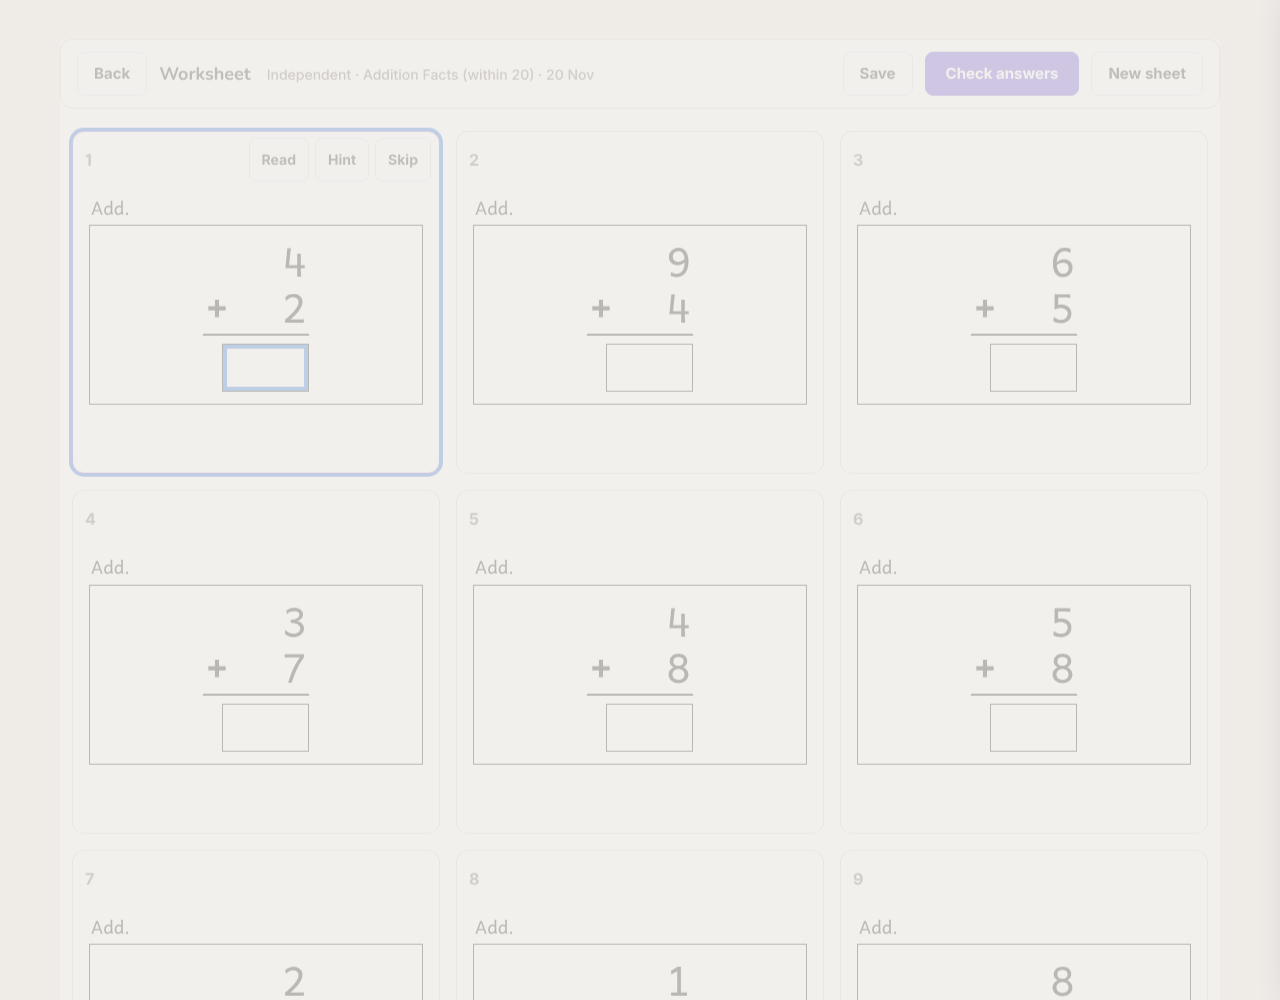 Back Worksheet Independent · Addition Facts (within 20) · 20 Nov Save Check answers New sheet
1 Read Hint Skip
Add.
4
+ 2
2
Add.
9
+ 4
3
Add.
6
+ 5
4
Add.
3
+ 7
5
Add.
4
+ 8
6
Add.
5
+ 8
7
Add.
2
8
Add.
1
9
Add.
8